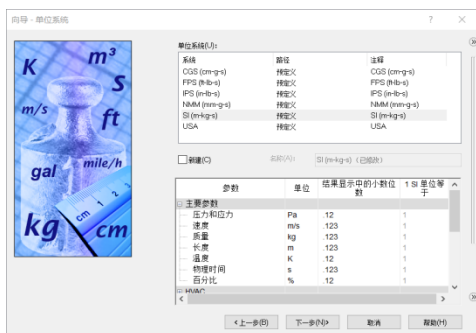 向导 - 单位系统
K
m³
S
m/s
ft
gal
mile/h
kg
cm
1 2 3
cm
单位系统(U):
系统 路径 注释
CGS (cm-g-s) 预定义 CGS (cm-g-s)
FPS (ft-lb-s) 预定义 FPS (ft-lb-s)
IPS (in-lb-s) 预定义 IPS (in-lb-s)
NMM (mm-g-s) 预定义 NMM (mm-g-s)
SI (m-kg-s) 预定义 SI (m-kg-s)
USA 预定义 USA
新建(C) 名称(A): SI (m-kg-s) (已修改)
参数 单位 结果显示中的小数位数 1 SI 单位等于
主要参数
压力和应力 Pa .12 1
速度 m/s .123 1
质量 kg .123 1
长度 m .123 1
温度 K .12 1
物理时间 s .123 1
百分比 % .12 1
HVAC
<上一步(B) 下一步(N)> 取消 帮助(H)